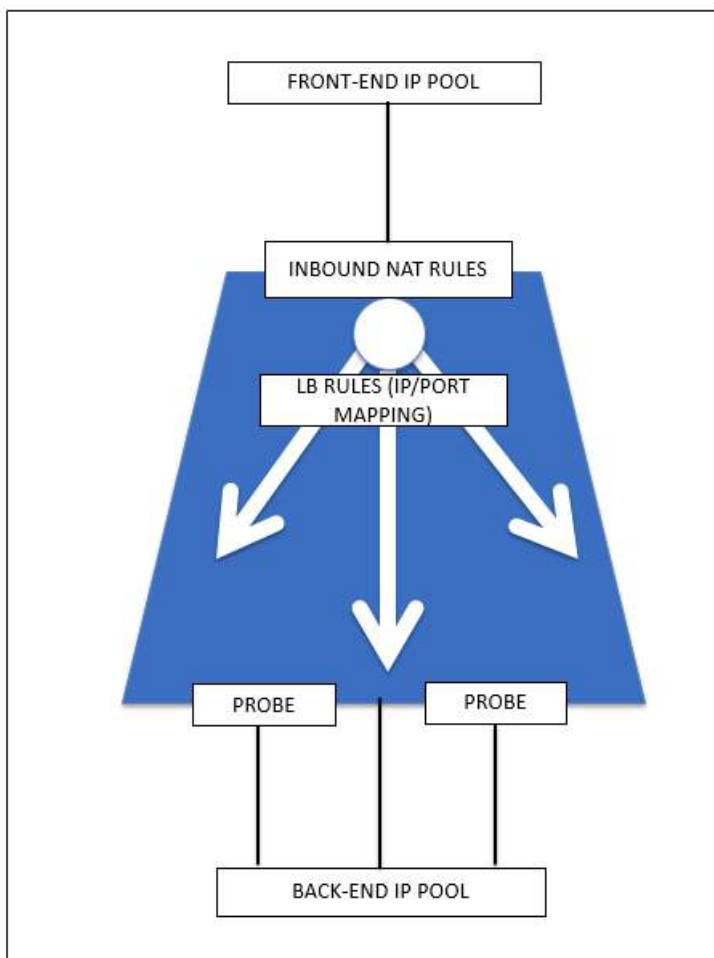 FRONT-END IP POOL
INBOUND NAT RULES
LB RULES (IP/PORT
MAPPING)
PROBE
PROBE
BACK-END IP POOL